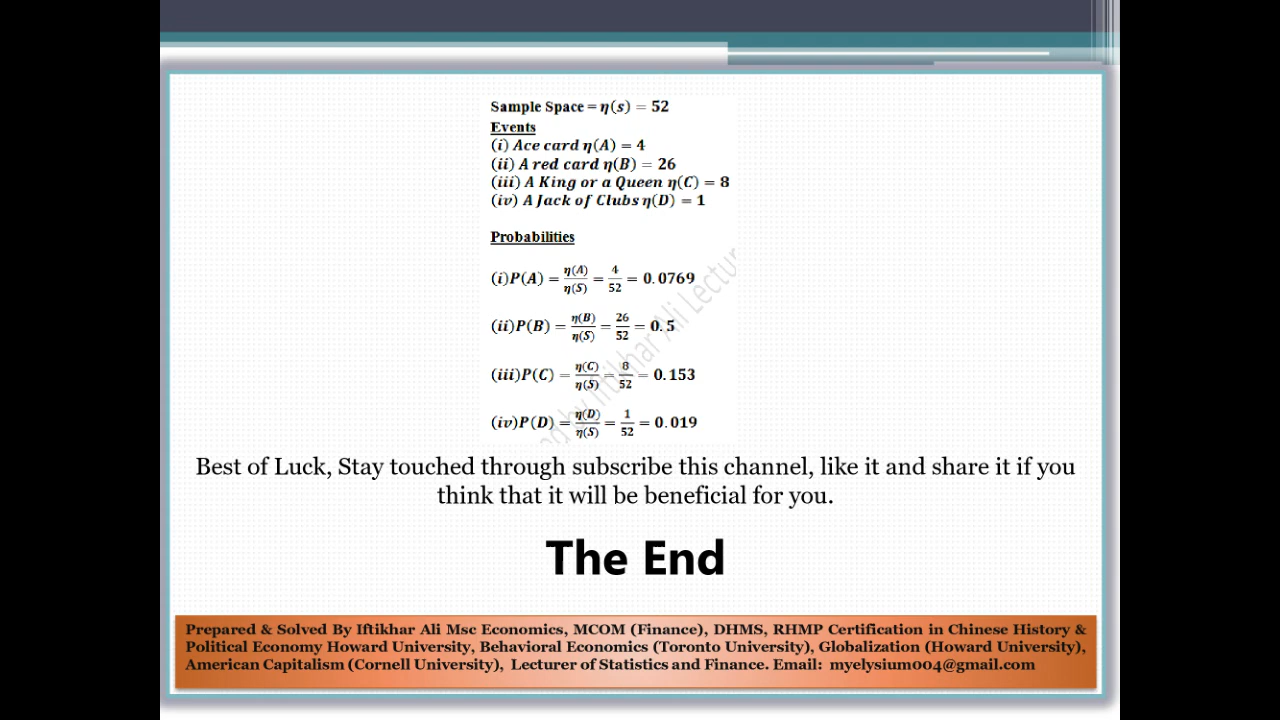 Sample Space = η(s) = 52
Events
(i) Ace card η(A) = 4
(ii) A red card η(B) = 26
(iii) A King or a Queen η(C) = 8
(iv) A Jack of Clubs η(D) = 1
Probabilities
(i)P(A) = η(A)/η(S) = 4/52 = 0.0769
(ii)P(B) = η(B)/η(S) = 26/52 = 0.5
(iii)P(C) = η(C)/η(S) = 8/52 = 0.153
(iv)P(D) = η(D)/η(S) = 1/52 = 0.019
Best of Luck, Stay touched through subscribe this channel, like it and share it if you
think that it will be beneficial for you.
The End
Prepared & Solved By Iftikhar Ali Msc Economics, MCOM (Finance), DHMS, RHMP Certification in Chinese History &
Political Economy Howard University, Behavioral Economics (Toronto University), Globalization (Howard University),
American Capitalism (Cornell University), Lecturer of Statistics and Finance. Email: myelysium004@gmail.com